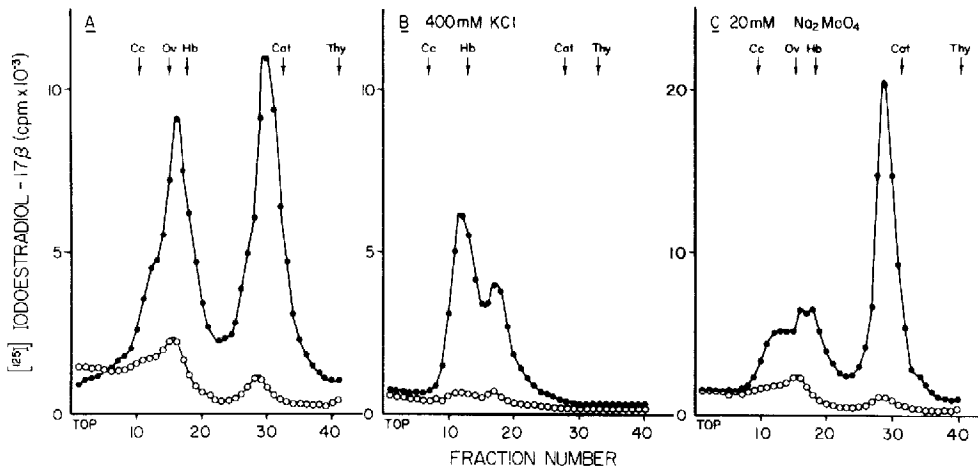 A
B 400mM KCl
C 20mM Na2MoO4
Cc Ov Hb Cat Thy
Cc Hb Cat Thy
Cc Ov Hb Cat Thy
[125I] IODOESTRADIOL - 17β (cpm x 10-3)
10
5
0
10
5
0
20
10
0
TOP 10 20 30 40
TOP 10 20 30 40
TOP 10 20 30 40
FRACTION NUMBER